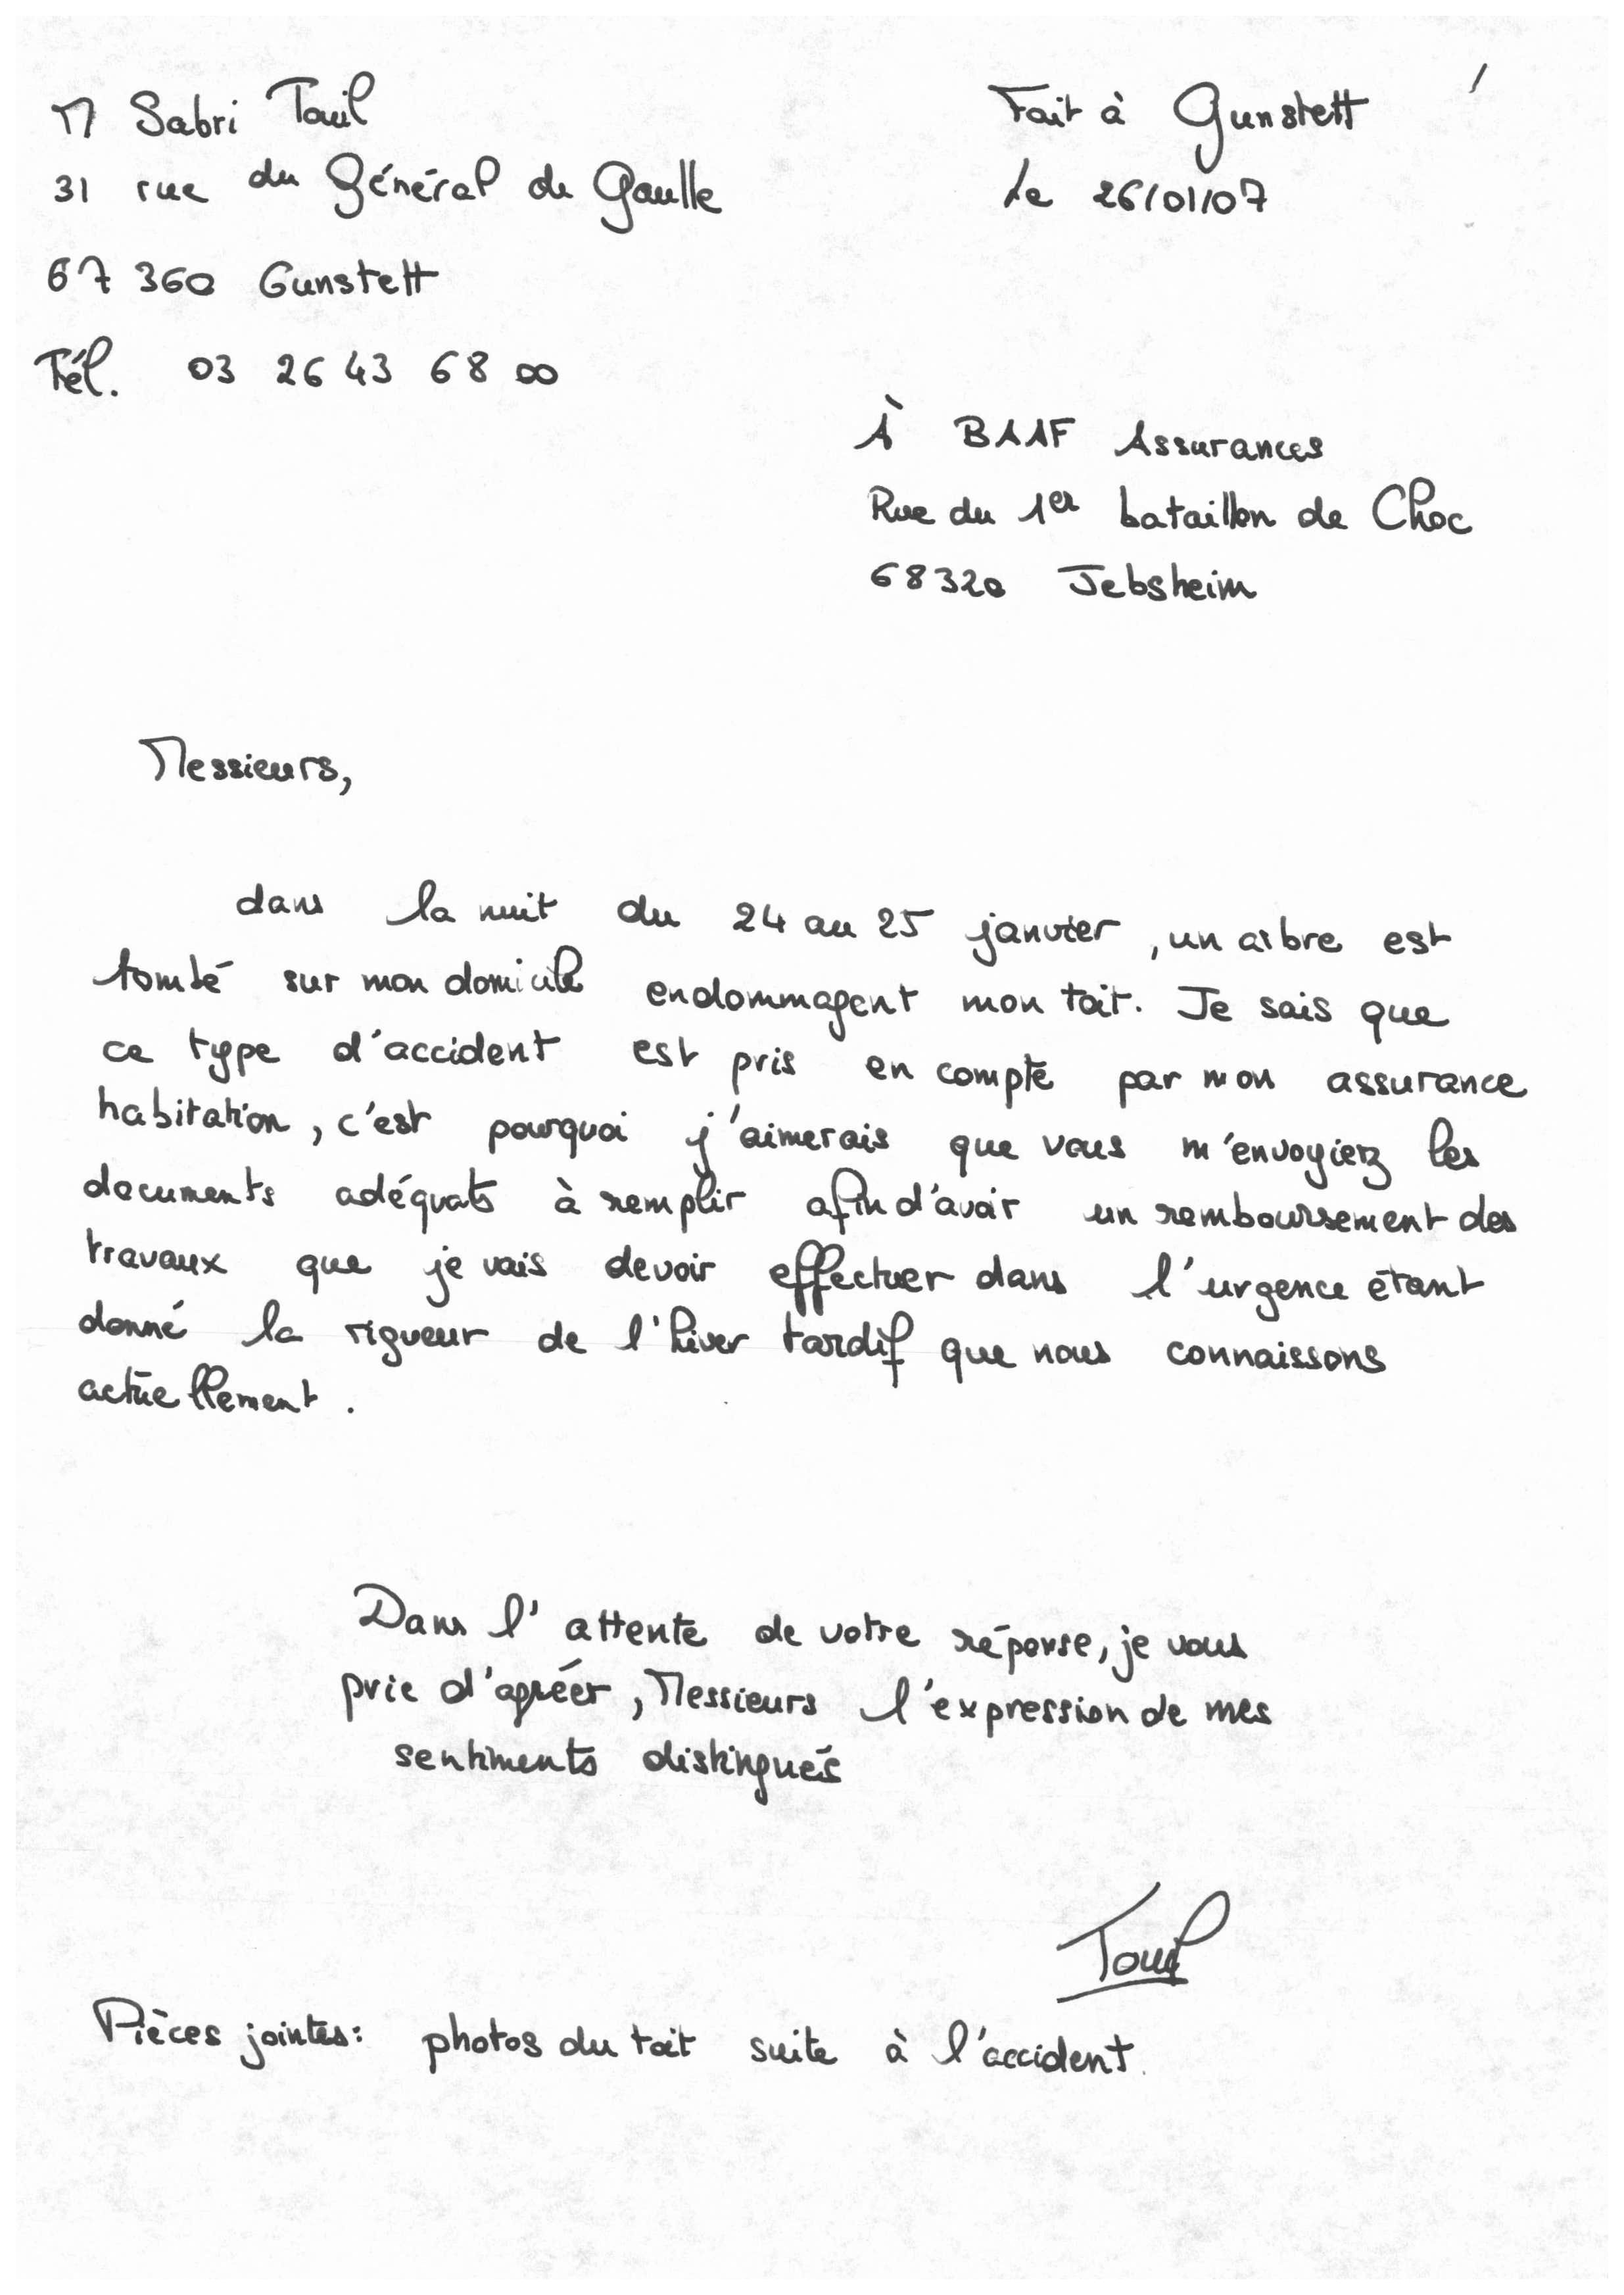 M Sabri Tail
31 rue du Général de Gaulle
67 360 Gunstett
Tél. 03 26 43 68 00
Fait à Gunstett
Le 26/01/07
À BAAF Assurances
Rue du 1er bataillon de Choc
68320 Jebsheim
Messieurs,
dans la nuit du 24 au 25 janvier, un arbre est
tombé sur mon domicile endommagent mon toit. Je sais que
ce type d'accident est pris en compte par mon assurance
habitation, c'est pourquoi j'aimerais que vous m'envoyiez les
documents adéquats à remplir afin d'avoir un remboursement des
travaux que je vais devoir effectuer dans l'urgence étant
donné la rigueur de l'hiver tardif que nous connaissons
actuellement.
Dans l'attente de votre réponse, je vous
prie d'agréer, Messieurs l'expression de mes
sentiments distingués
Pièces jointes: photos du toit suite à l'accident.